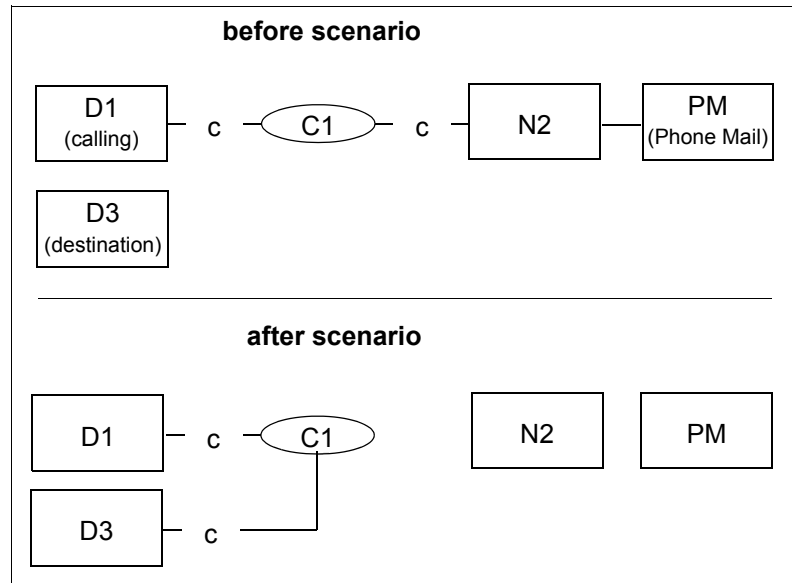 before scenario
D1 c C1 c N2 PM
(calling) (Phone Mail)
D3
(destination)
after scenario
D1 c C1 N2 PM
D3 c